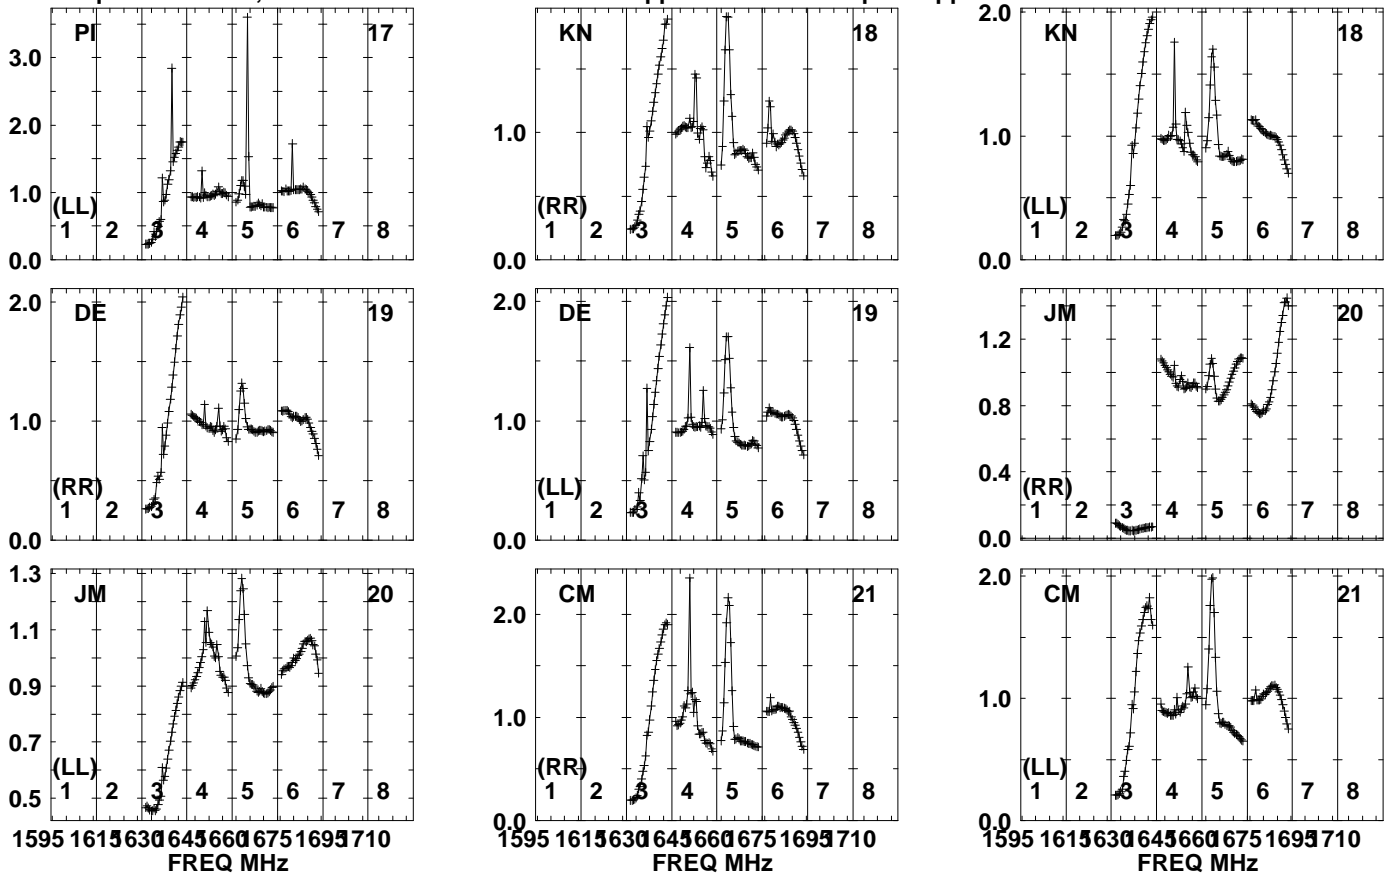 PI 17
3.0
2.0
1.0
0.0
(LL)
1 2 3 4 5 6 7 8
KN 18
1.0
0.0
(RR)
1 2 3 4 5 6 7 8
KN 18
2.0
1.0
0.0
(LL)
1 2 3 4 5 6 7 8
DE 19
2.0
1.0
0.0
(RR)
1 2 3 4 5 6 7 8
DE 19
2.0
1.0
0.0
(LL)
1 2 3 4 5 6 7 8
JM 20
1.2
0.8
0.4
0.0
(RR)
1 2 3 4 5 6 7 8
JM 20
1.3
1.1
0.9
0.7
0.5
(LL)
1 2 3 4 5 6 7 8
1595 1615 1630 1645 1660 1675 1695 1710
FREQ MHz
CM 21
2.0
1.0
0.0
(RR)
1 2 3 4 5 6 7 8
1595 1615 1630 1645 1660 1675 1695 1710
FREQ MHz
CM 21
2.0
1.0
0.0
(LL)
1 2 3 4 5 6 7 8
1595 1615 1630 1645 1660 1675 1695 1710
FREQ MHz